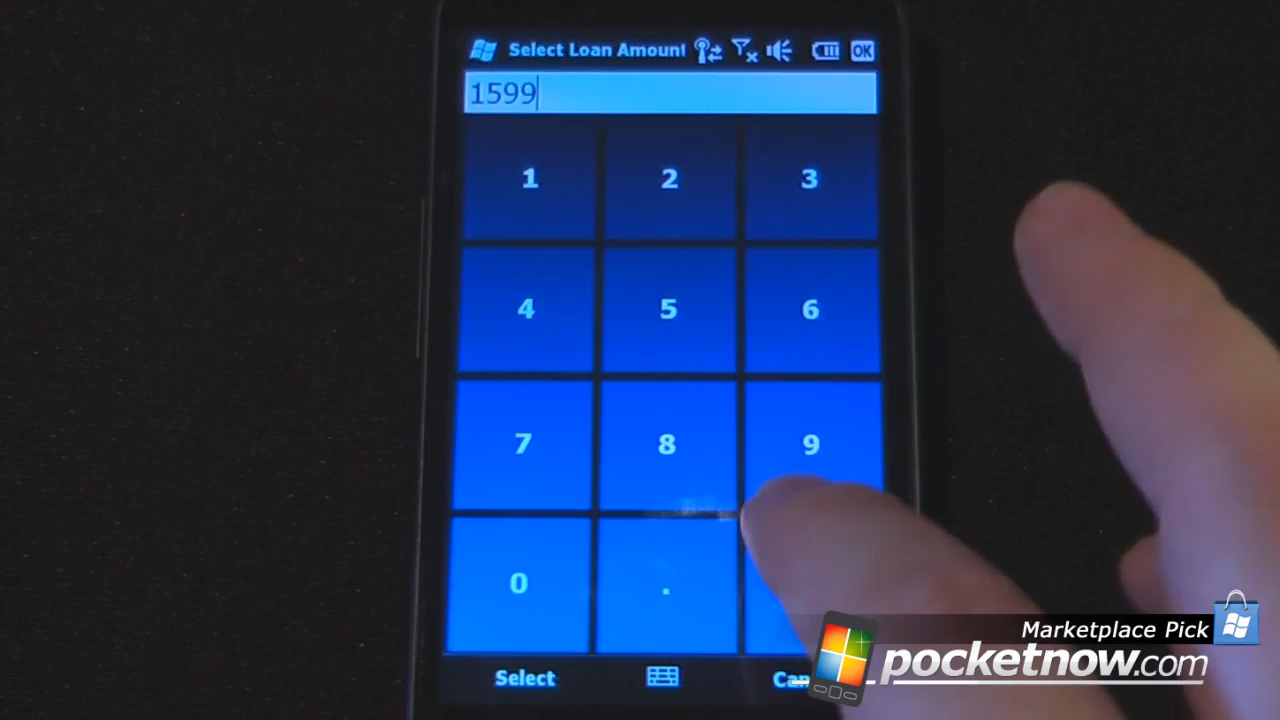 Select Loan Amount
OK
1599
1 2 3
4 5 6
7 8 9
0 .
Select
Marketplace Pick
pocketnow.com